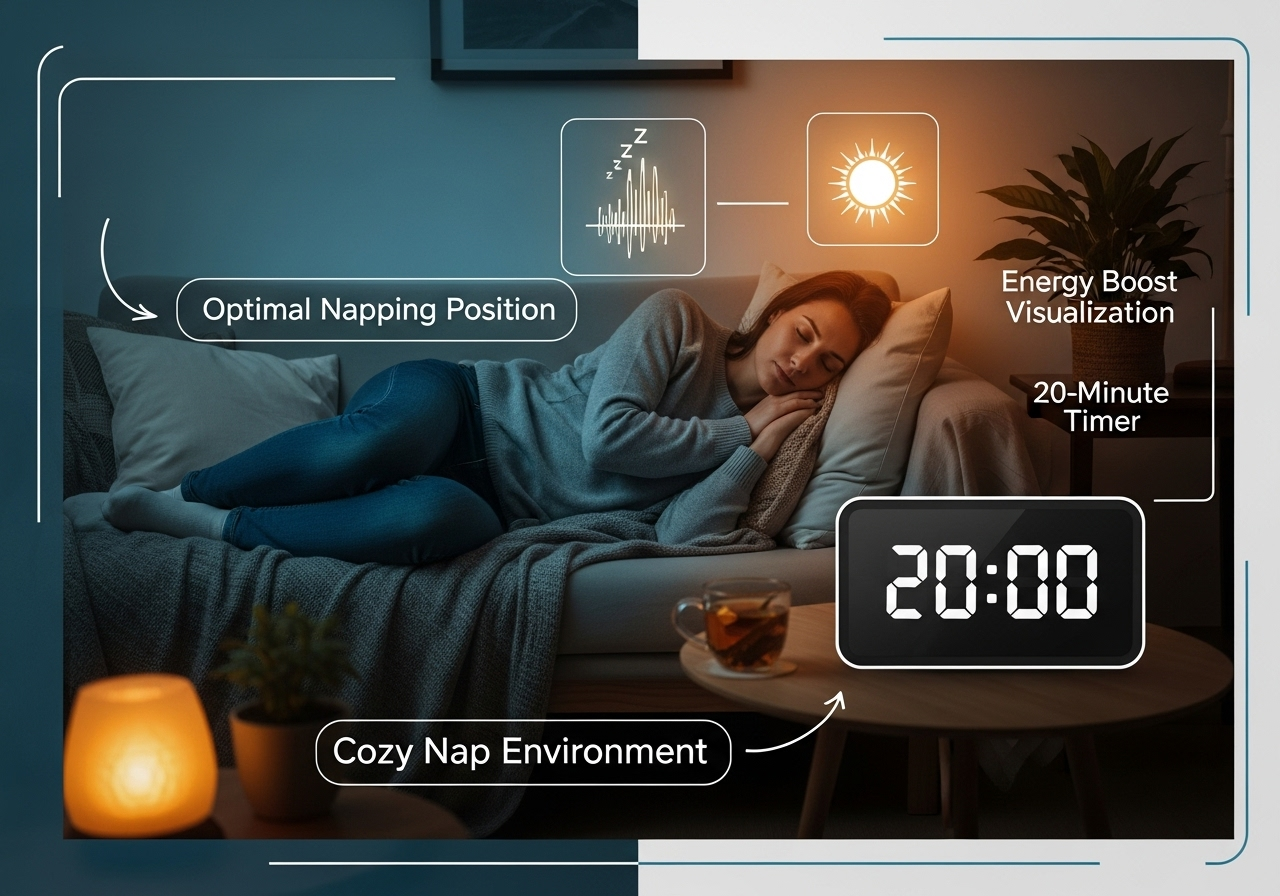 z z Z Z
Optimal Napping Position
Energy Boost
Visualization
20-Minute
Timer
20:00
Cozy Nap Environment